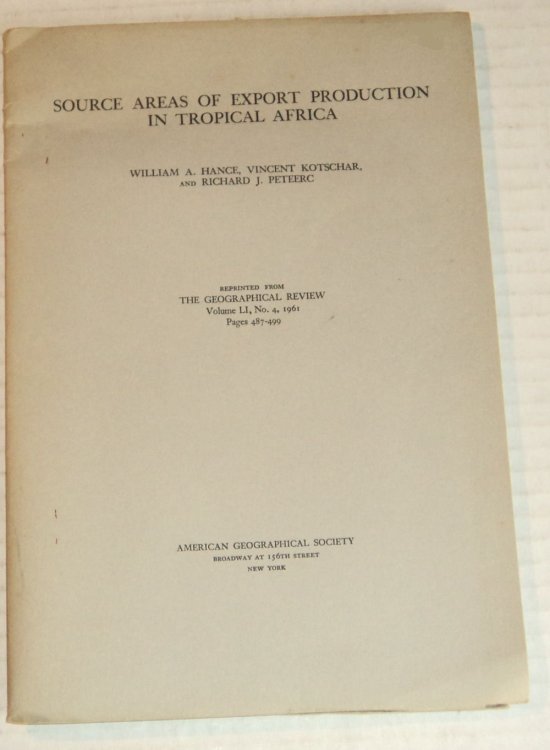 SOURCE AREAS OF EXPORT PRODUCTION
IN TROPICAL AFRICA
WILLIAM A. HANCE, VINCENT KOTSCHAR,
AND RICHARD J. PETEERC
REPRINTED FROM
THE GEOGRAPHICAL REVIEW
Volume LI, No. 4, 1961
Pages 487-499
AMERICAN GEOGRAPHICAL SOCIETY
BROADWAY AT 156TH STREET
NEW YORK